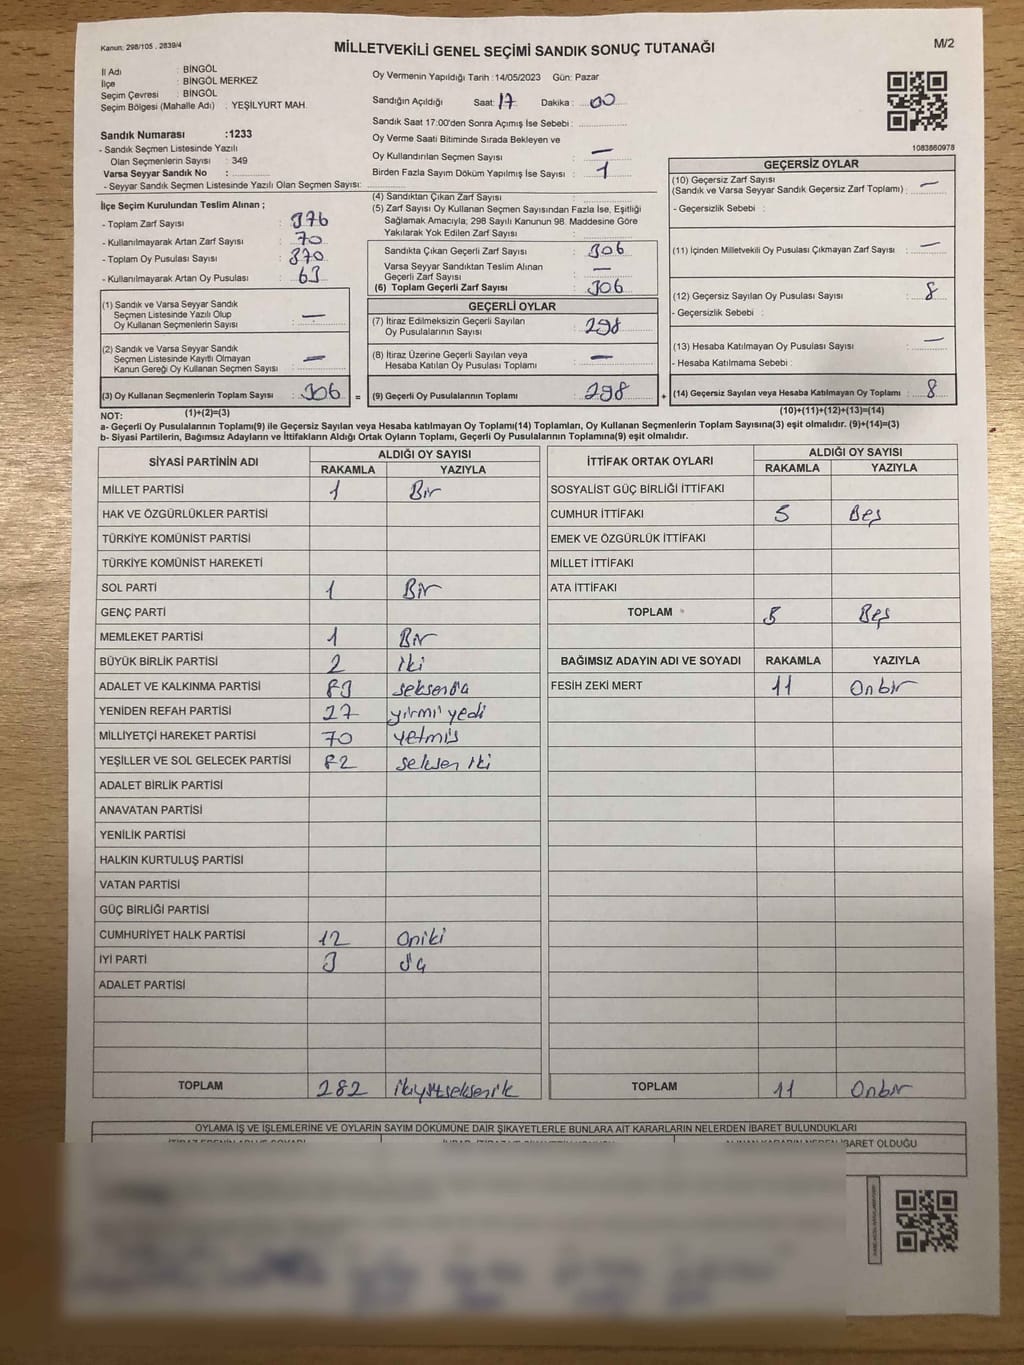 Kanun: 298/105 , 2839/4
MİLLETVEKİLİ GENEL SEÇİMİ SANDIK SONUÇ TUTANAĞI
M/2
İl Adı : BİNGÖL
İlçe : BİNGÖL MERKEZ
Seçim Çevresi : BİNGÖL
Seçim Bölgesi (Mahalle Adı) : YEŞİLYURT MAH.
Sandık Numarası :1233
- Sandık Seçmen Listesinde Yazılı
Olan Seçmenlerin Sayısı : 349
Varsa Seyyar Sandık No :
- Seyyar Sandık Seçmen Listesinde Yazılı Olan Seçmen Sayısı:
Oy Vermenin Yapıldığı Tarih :14/05/2023 Gün: Pazar
Sandığın Açıldığı Saat: 17 Dakika : 00
Sandık Saat 17:00'den Sonra Açımış İse Sebebi :
Oy Verme Saati Bitiminde Sırada Bekleyen ve
Oy Kullandırılan Seçmen Sayısı : —
Birden Fazla Sayım Döküm Yapılmış İse Sayısı : 1
1083860978
İlçe Seçim Kurulundan Teslim Alınan ;
- Toplam Zarf Sayısı : 376
- Kullanılmayarak Artan Zarf Sayısı : 70
- Toplam Oy Pusulası Sayısı : 370
- Kullanılmayarak Artan Oy Pusulası : 63
(1) Sandık ve Varsa Seyyar Sandık
Seçmen Listesinde Yazılı Olup
Oy Kullanan Seçmenlerin Sayısı : —
(2) Sandık ve Varsa Seyyar Sandık
Seçmen Listesinde Kayıtlı Olmayan
Kanun Gereği Oy Kullanan Seçmen Sayısı : —
(3) Oy Kullanan Seçmenlerin Toplam Sayısı : 306
(1)+(2)=(3)
(4) Sandıktan Çıkan Zarf Sayısı :
(5) Zarf Sayısı Oy Kullanan Seçmen Sayısından Fazla İse, Eşitliği
Sağlamak Amacıyla; 298 Sayılı Kanunun 98. Maddesine Göre
Yakılarak Yok Edilen Zarf Sayısı :
Sandıkta Çıkan Geçerli Zarf Sayısı : 306
Varsa Seyyar Sandıktan Teslim Alınan
Geçerli Zarf Sayısı : —
(6) Toplam Geçerli Zarf Sayısı : 306
GEÇERLİ OYLAR
(7) İtiraz Edilmeksizin Geçerli Sayılan
Oy Pusulalarının Sayısı : 298
(8) İtiraz Üzerine Geçerli Sayılan veya
Hesaba Katılan Oy Pusulası Toplamı : —
= (9) Geçerli Oy Pusulalarının Toplamı : 298 +
GEÇERSİZ OYLAR
(10) Geçersiz Zarf Sayısı
(Sandık ve Varsa Seyyar Sandık Geçersiz Zarf Toplamı) : —
- Geçersizlik Sebebi :
(11) İçinden Milletvekili Oy Pusulası Çıkmayan Zarf Sayısı : —
(12) Geçersiz Sayılan Oy Pusulası Sayısı : 8
- Geçersizlik Sebebi :
(13) Hesaba Katılmayan Oy Pusulası Sayısı : —
- Hesaba Katılmama Sebebi :
(14) Geçersiz Sayılan veya Hesaba Katılmayan Oy Toplamı : 8
(10)+(11)+(12)+(13)=(14)
NOT:
a- Geçerli Oy Pusulalarının Toplamı(9) ile Geçersiz Sayılan veya Hesaba katılmayan Oy Toplamı(14) Toplamları, Oy Kullanan Seçmenlerin Toplam Sayısına(3) eşit olmalıdır. (9)+(14)=(3)
b- Siyasi Partilerin, Bağımsız Adayların ve İttifakların Aldığı Ortak Oyların Toplamı, Geçerli Oy Pusulalarının Toplamına(9) eşit olmalıdır.
SİYASİ PARTİNİN ADI ALDIĞI OY SAYISI
RAKAMLA YAZIYLA
MİLLET PARTİSİ 1 Bir
HAK VE ÖZGÜRLÜKLER PARTİSİ
TÜRKİYE KOMÜNİST PARTİSİ
TÜRKİYE KOMÜNİST HAREKETİ
SOL PARTİ 1 Bir
GENÇ PARTİ
MEMLEKET PARTİSİ 1 Bir
BÜYÜK BİRLİK PARTİSİ 2 iki
ADALET VE KALKINMA PARTİSİ 83
YENİDEN REFAH PARTİSİ 27 yirmi yedi
MİLLİYETÇİ HAREKET PARTİSİ 70 yetmiş
YEŞİLLER VE SOL GELECEK PARTİSİ 82 seksen iki
ADALET BİRLİK PARTİSİ
ANAVATAN PARTİSİ
YENİLİK PARTİSİ
HALKIN KURTULUŞ PARTİSİ
VATAN PARTİSİ
GÜÇ BİRLİĞİ PARTİSİ
CUMHURİYET HALK PARTİSİ 12 Oniki
İYİ PARTİ 3 üç
ADALET PARTİSİ
TOPLAM 282
İTTİFAK ORTAK OYLARI ALDIĞI OY SAYISI
RAKAMLA YAZIYLA
SOSYALİST GÜÇ BİRLİĞİ İTTİFAKI
CUMHUR İTTİFAKI 5 Beş
EMEK VE ÖZGÜRLÜK İTTİFAKI
MİLLET İTTİFAKI
ATA İTTİFAKI
TOPLAM 5 Beş
BAĞIMSIZ ADAYIN ADI VE SOYADI RAKAMLA YAZIYLA
FESİH ZEKİ MERT 11 Onbir
TOPLAM 11 Onbir
OYLAMA İŞ VE İŞLEMLERİNE VE OYLARIN SAYIM DÖKÜMÜNE DAİR ŞİKAYETLERLE BUNLARA AİT KARARLARIN NELERDEN İBARET BULUNDUKLARI
İBARET OLDUĞU